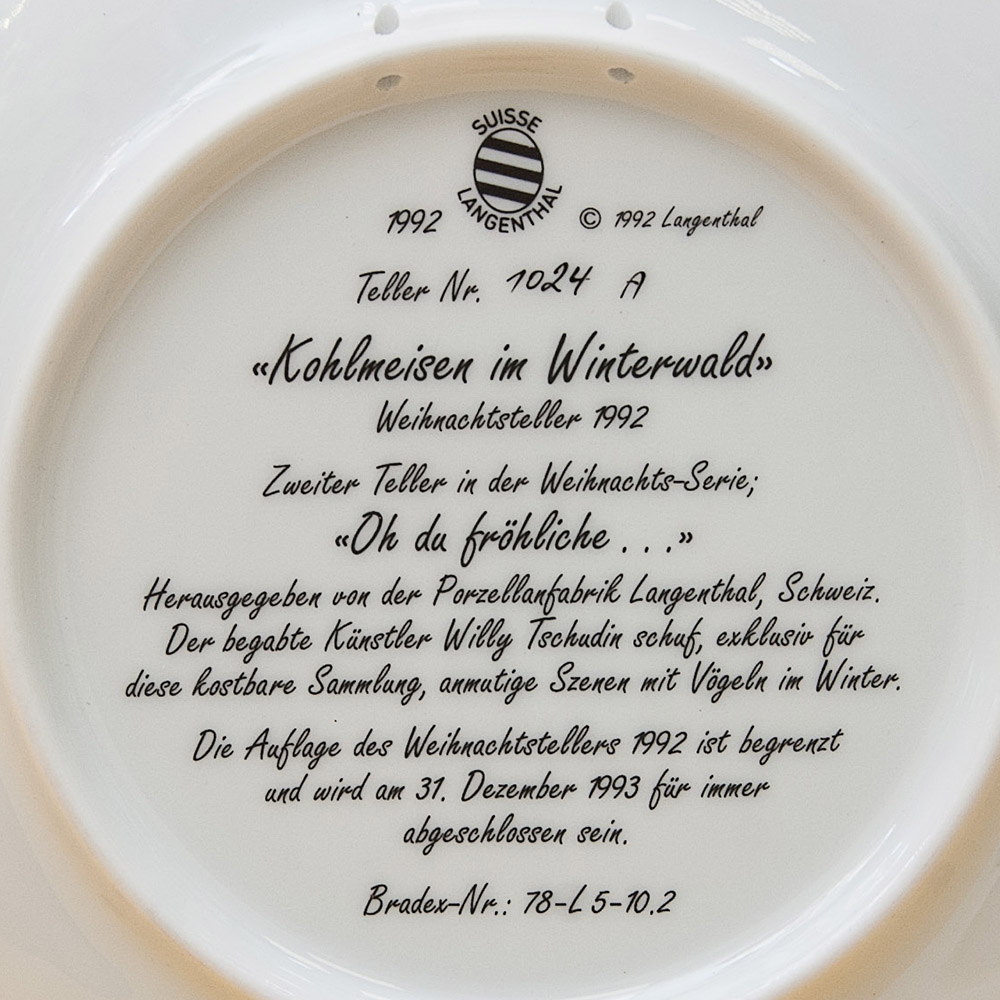 SUISSE
LANGENTHAL
1992 © 1992 Langenthal
Teller Nr. 1024 A
«Kohlmeisen im Winterwald»
Weihnachtsteller 1992
Zweiter Teller in der Weihnachts-Serie;
«Oh du fröhliche . . .»
Herausgegeben von der Porzellanfabrik Langenthal, Schweiz.
Der begabte Künstler Willy Tschudin schuf, exklusiv für
diese kostbare Sammlung, anmutige Szenen mit Vögeln im Winter.
Die Auflage des Weihnachtstellers 1992 ist begrenzt
und wird am 31. Dezember 1993 für immer
abgeschlossen sein.
Bradex-Nr.: 78-L5-10.2